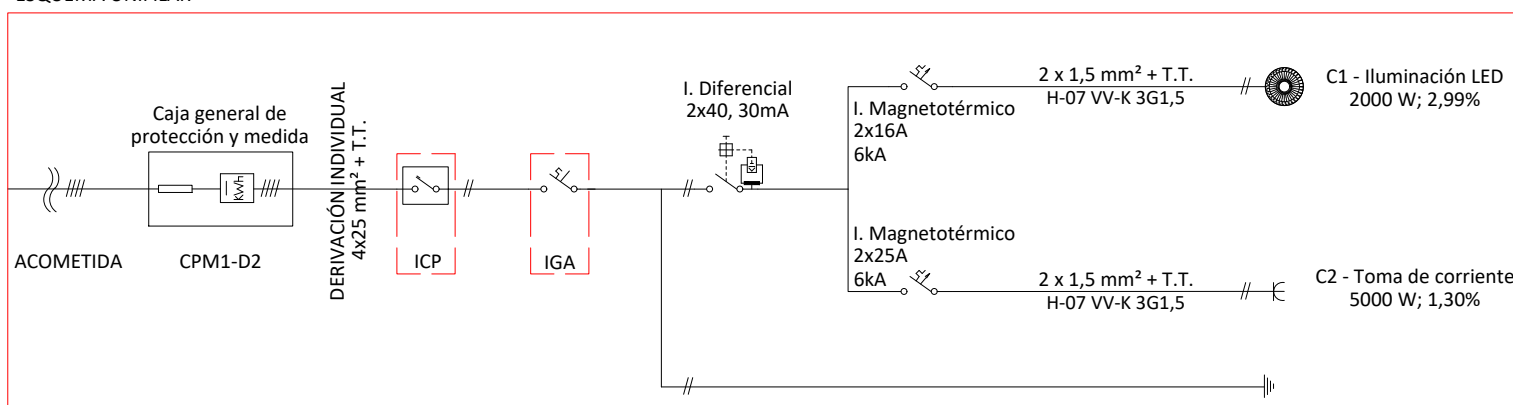 Caja general de
protección y medida
kWh
ACOMETIDA
CPM1-D2
DERIVACIÓN INDIVIDUAL
4x25 mm² + T.T.
ICP
IGA
I. Diferencial
2x40, 30mA
I. Magnetotérmico
2x16A
6kA
2 x 1,5 mm² + T.T.
H-07 VV-K 3G1,5
C1 - Iluminación LED
2000 W; 2,99%
I. Magnetotérmico
2x25A
6kA
2 x 1,5 mm² + T.T.
H-07 VV-K 3G1,5
C2 - Toma de corriente
5000 W; 1,30%